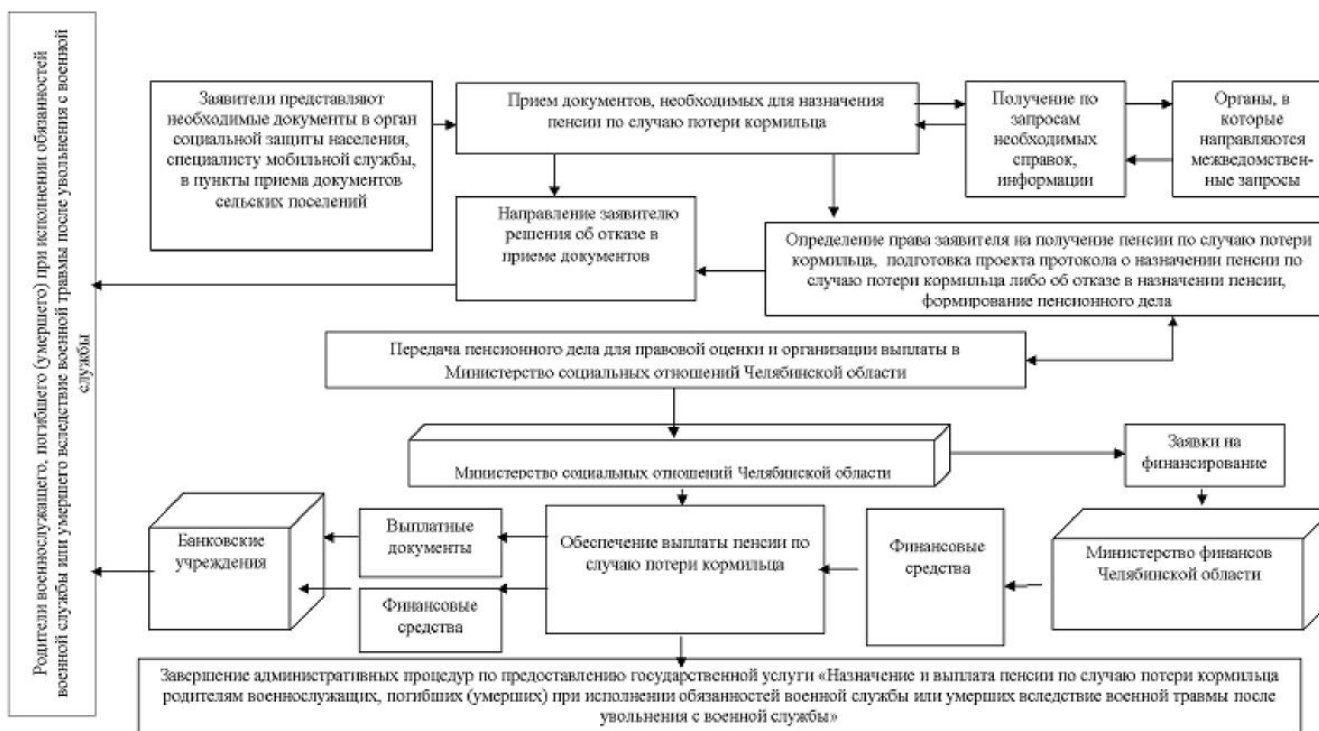 Родители военнослужащего, погибшего (умершего) при исполнении обязанностей
военной службы или умершего вследствие военной травмы после увольнения с военной
службы
Заявители представляют
необходимые документы в орган
социальной защиты населения,
специалисту мобильной службы,
в пункты приема документов
сельских поселений
Прием документов, необходимых для назначения
пенсии по случаю потери кормильца
Получение по
запросам
необходимых
справок,
информации
Органы, в
которые
направляются
межведомствен-
ные запросы
Направление заявителю
решения об отказе в
приеме документов
Определение права заявителя на получение пенсии по случаю потери
кормильца, подготовка проекта протокола о назначении пенсии по
случаю потери кормильца либо об отказе в назначении пенсии,
формирование пенсионного дела
Передача пенсионного дела для правовой оценки и организации выплаты в
Министерство социальных отношений Челябинской области
Министерство социальных отношений Челябинской области
Заявки на
финансирование
Банковские
учреждения
Выплатные
документы
Финансовые
средства
Обеспечение выплаты пенсии по
случаю потери кормильца
Финансовые
средства
Министерство финансов
Челябинской области
Завершение административных процедур по предоставлению государственной услуги «Назначение и выплата пенсии по случаю потери кормильца
родителям военнослужащих, погибших (умерших) при исполнении обязанностей военной службы или умерших вследствие военной травмы после
увольнения с военной службы»